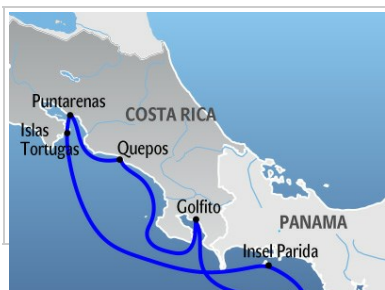 Puntarenas
COSTA RICA
Islas
Tortugas
Quepos
Golfito
PANAMA
Insel Parida